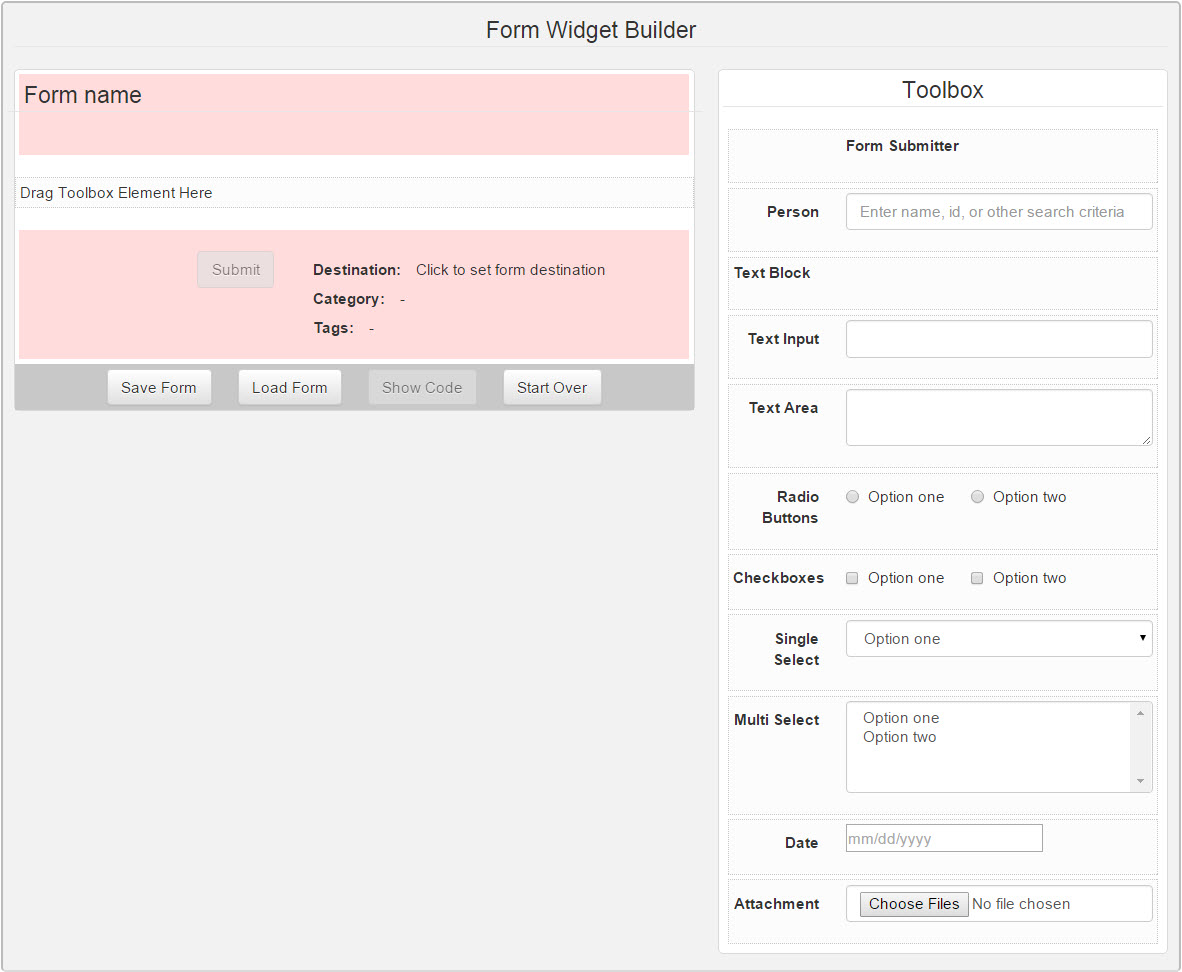 Form Widget Builder
Form name
Drag Toolbox Element Here
Submit
Destination: Click to set form destination
Category: -
Tags: -
Save Form
Load Form
Show Code
Start Over
Toolbox
Form Submitter
Person
Enter name, id, or other search criteria
Text Block
Text Input
Text Area
Radio
Buttons
Option one
Option two
Checkboxes
Option one
Option two
Single
Select
Option one
Multi Select
Option one
Option two
Date
mm/dd/yyyy
Attachment
Choose Files No file chosen